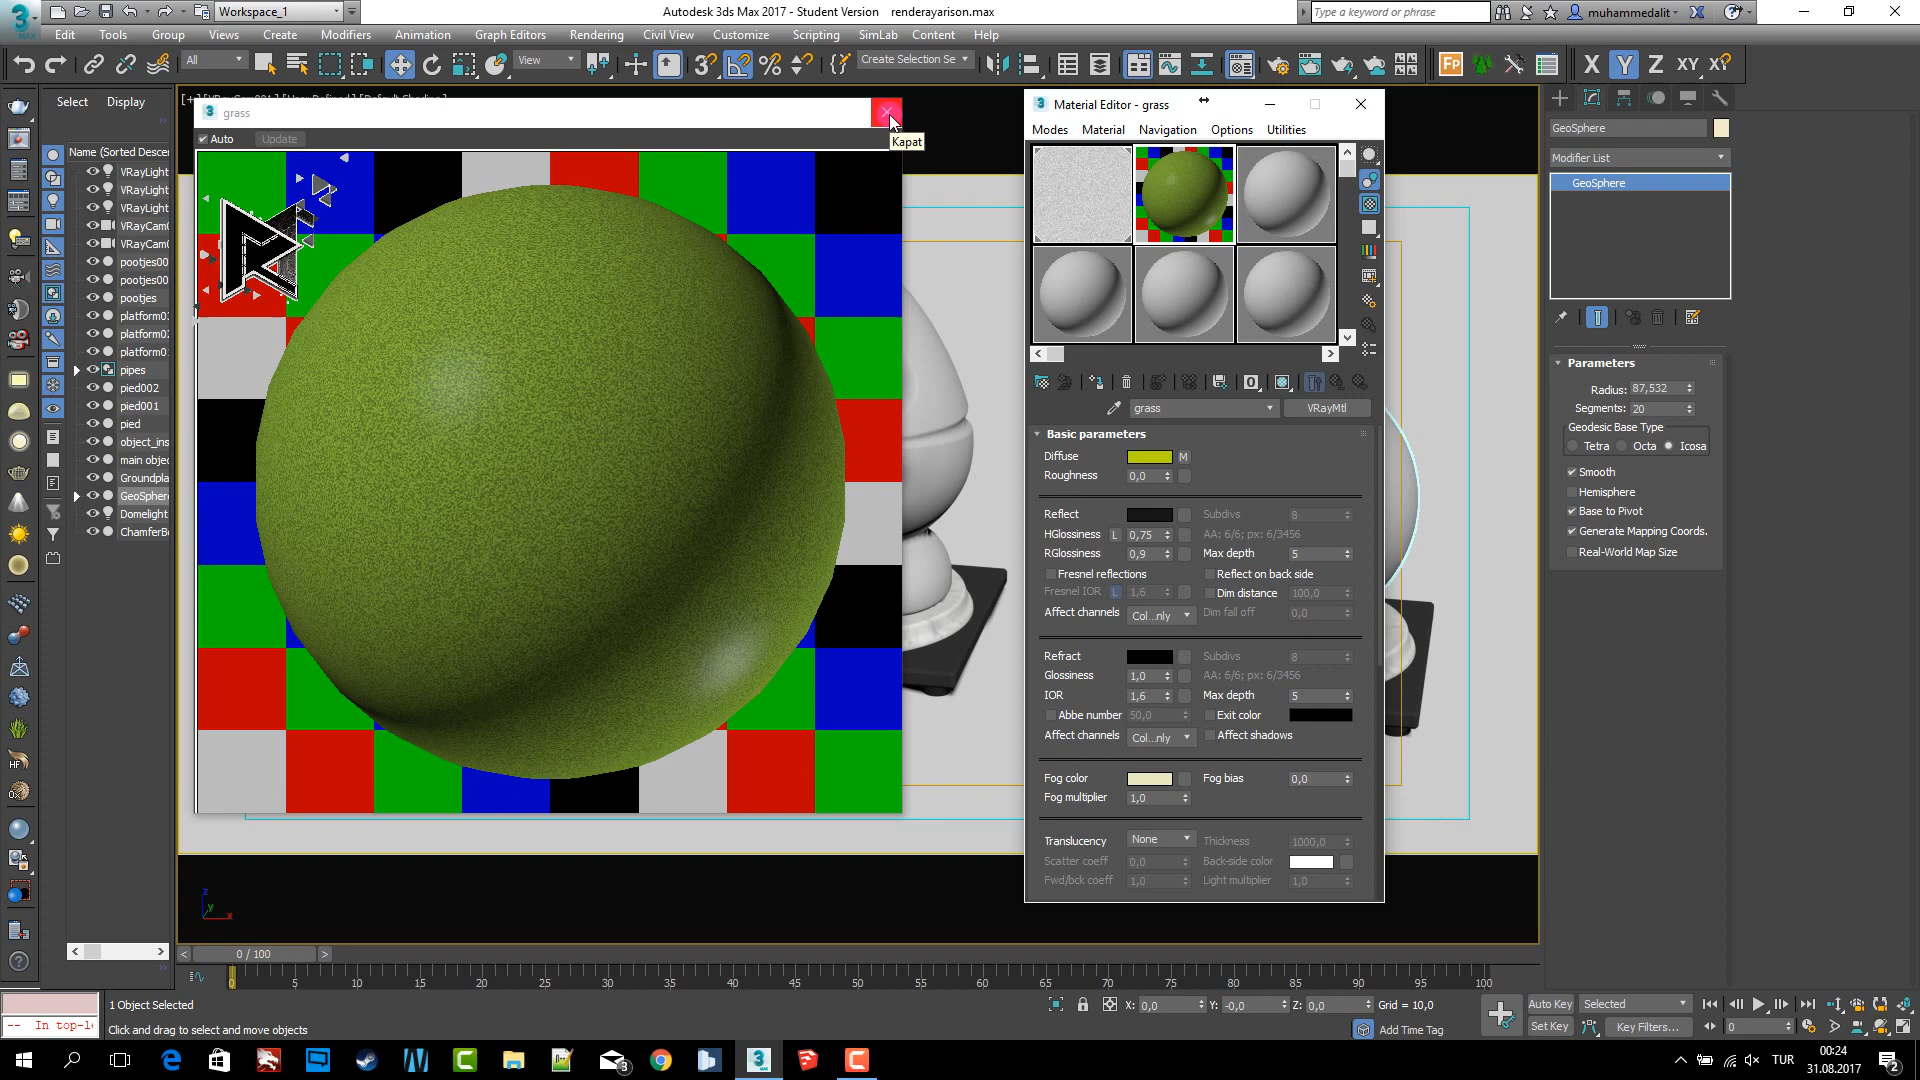 Workspace_1
Autodesk 3ds Max 2017 - Student Version renderayarison.max
Type a keyword or phrase
muhammedalit
Edit Tools Group Views Create Modifiers Animation Graph Editors Rendering Civil View Customize Scripting SimLab Content Help
All
View
Create Selection Se
Fp
X Y Z XY
Select Display
Name (Sorted Descer
VRayLight
VRayLight
VRayLight
VRayCam0
VRayCam0
pootjes00
pootjes00
pootjes
platform03
platform02
platform01
pipes
pied002
pied001
pied
object_ins
main objec
Groundpla
GeoSphere
Domelight
ChamferBo
grass
Auto Update
Kapat
Material Editor - grass
Modes Material Navigation Options Utilities
grass VRayMtl
Basic parameters
Diffuse M
Roughness 0,0
Reflect Subdivs 8
HGlossiness L 0,75 AA: 6/6; px: 6/3456
RGlossiness 0,9 Max depth 5
Fresnel reflections Reflect on back side
Fresnel IOR L 1,6 Dim distance 100,0
Affect channels Col...nly Dim fall off 0,0
Refract Subdivs 8
Glossiness 1,0 AA: 6/6; px: 6/3456
IOR 1,6 Max depth 5
Abbe number 50,0 Exit color
Affect channels Col...nly Affect shadows
Fog color Fog bias 0,0
Fog multiplier 1,0
Translucency None Thickness 1000,0
Scatter coeff 0,0 Back-side color
Fwd/bck coeff 1,0 Light multiplier 1,0
GeoSphere
Modifier List
GeoSphere
Parameters
Radius: 87,532
Segments: 20
Geodesic Base Type
Tetra Octa Icosa
Smooth
Hemisphere
Base to Pivot
Generate Mapping Coords.
Real-World Map Size
z
y
x
0 / 100
0 5 10 15 20 25 30 35 40 45 50 55 60 65 70 75 80 85 90 95 100
1 Object Selected
X: 0,0 Y: -0,0 Z: 0,0 Grid = 10,0
Auto Key Selected
-- In top-l
Click and drag to select and move objects
Add Time Tag
Set Key Key Filters...
0
TUR
00:24
31.08.2017